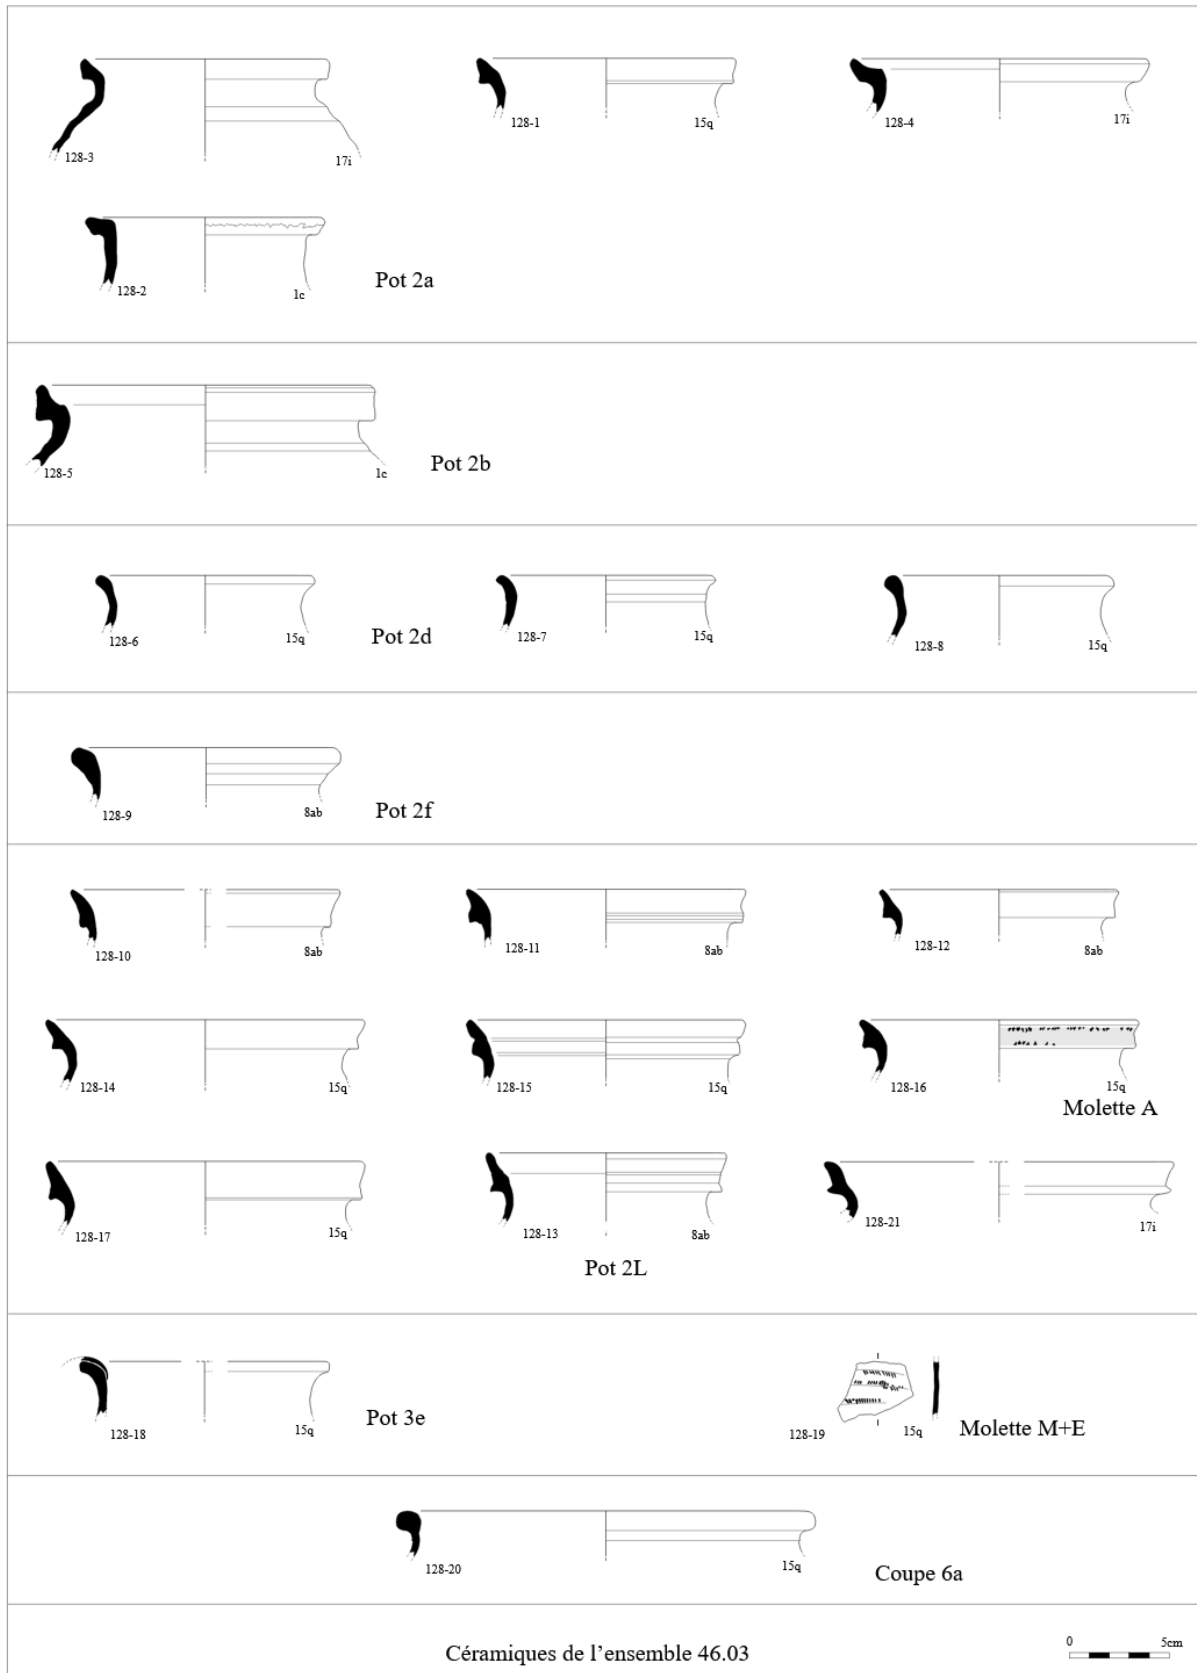 128-3 17i
128-1 15q
128-4 17i
128-2 1c
Pot 2a
128-5 1c
Pot 2b
128-6 15q
Pot 2d
128-7 15q
128-8 15q
128-9 8ab
Pot 2f
128-10 8ab
128-11 8ab
128-12 8ab
128-14 15q
128-15 15q
128-16 15q
Molette A
128-17 15q
128-13 8ab
128-21 17i
Pot 2L
128-18 15q
Pot 3e
128-19 15q
Molette M+E
128-20 15q
Coupe 6a
Céramiques de l’ensemble 46.03
0 5cm